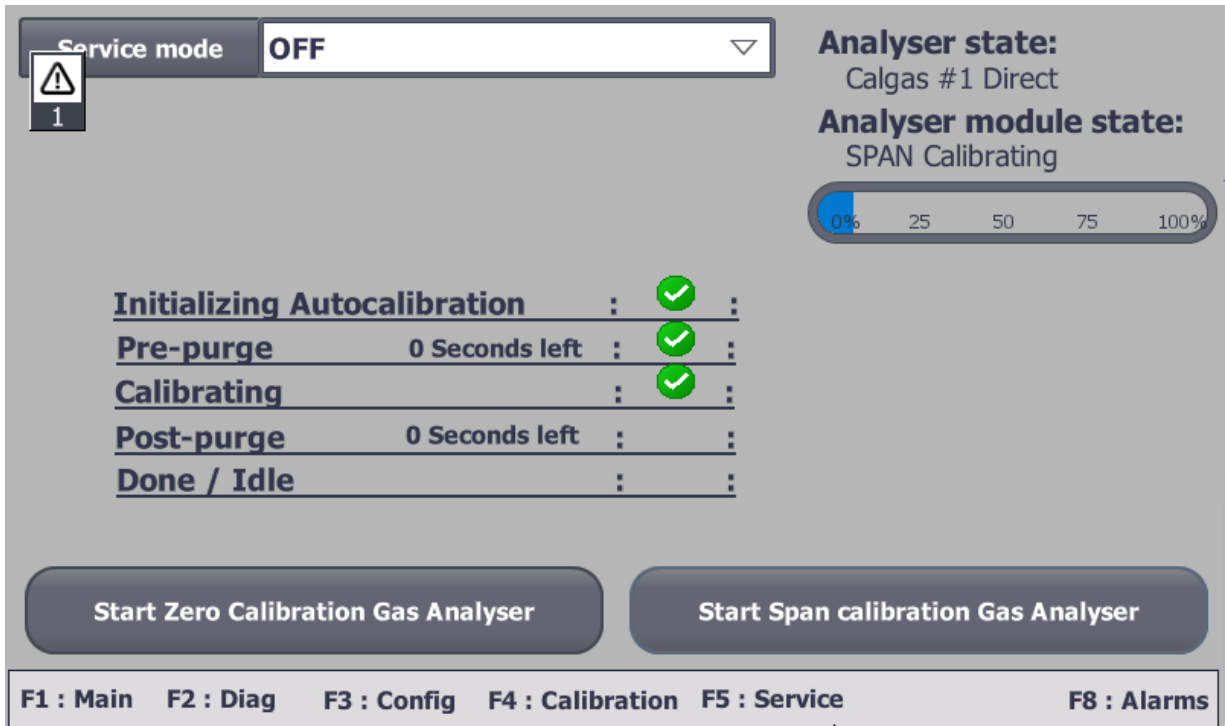 Service mode OFF
1
Analyser state:
Calgas #1 Direct
Analyser module state:
SPAN Calibrating
0% 25 50 75 100%
Initializing Autocalibration : :
Pre-purge 0 Seconds left : :
Calibrating : :
Post-purge 0 Seconds left : :
Done / Idle : :
Start Zero Calibration Gas Analyser
Start Span calibration Gas Analyser
F1 : Main F2 : Diag F3 : Config F4 : Calibration F5 : Service F8 : Alarms